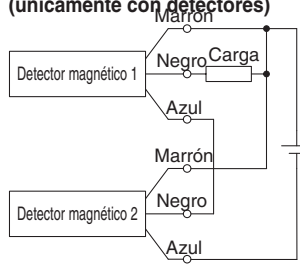 (únicamente con detectores)
Marrón
Negro Carga
Detector magnético 1
Azul
Marrón
Negro
Detector magnético 2
Azul